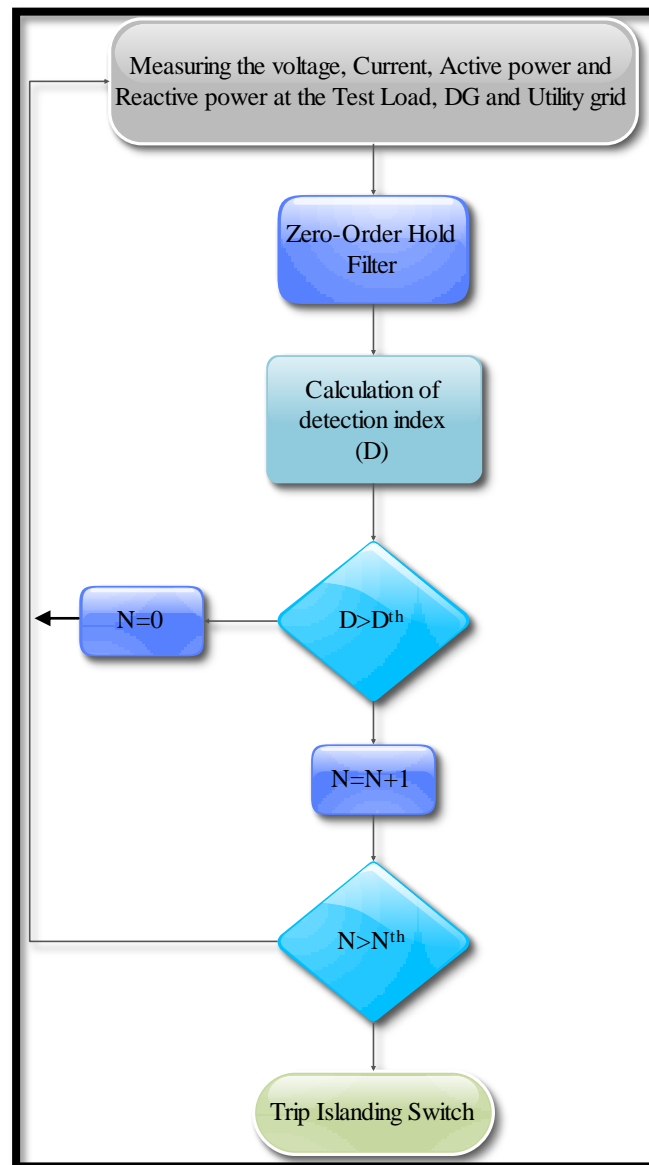 Measuring the voltage, Current, Active power and
Reactive power at the Test Load, DG and Utility grid
Zero-Order Hold
Filter
Calculation of
detection index
(D)
D>Dᵗʰ
N=0
N=N+1
N>Nᵗʰ
Trip Islanding Switch